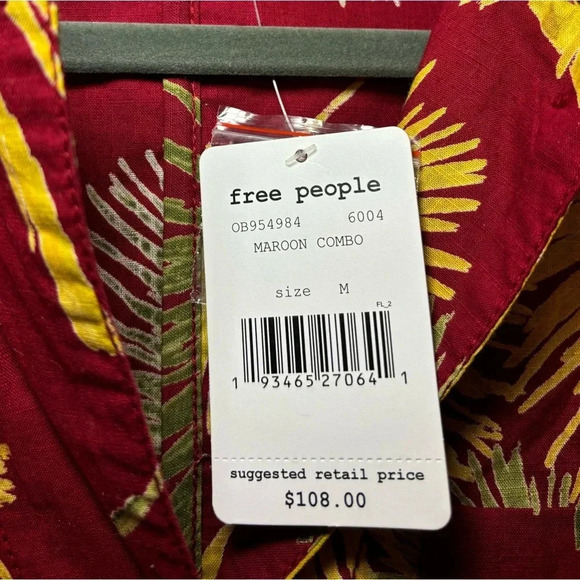 free people
OB954984 6004
MAROON COMBO
size M
FL_2
1 93465 27064 1
suggested retail price
$108.00